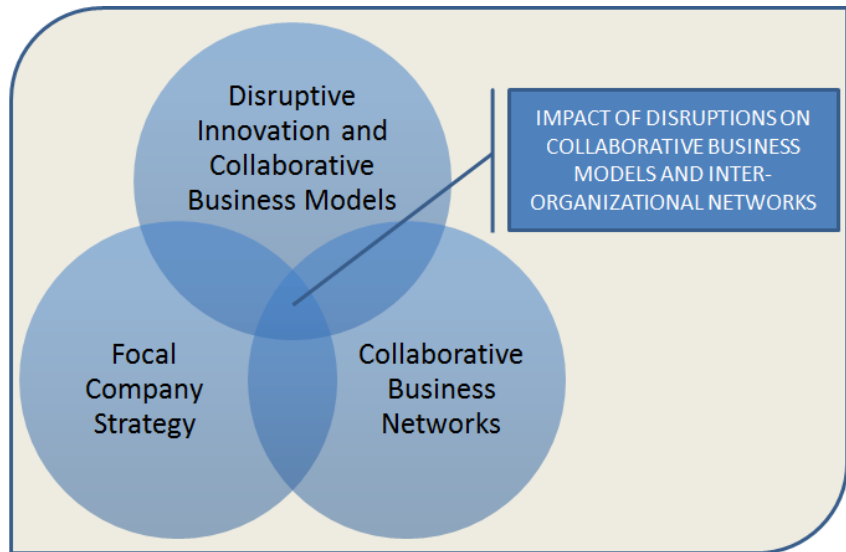 Disruptive
Innovation and
Collaborative
Business Models
IMPACT OF DISRUPTIONS ON
COLLABORATIVE BUSINESS
MODELS AND INTER-
ORGANIZATIONAL NETWORKS
Focal
Company
Strategy
Collaborative
Business
Networks